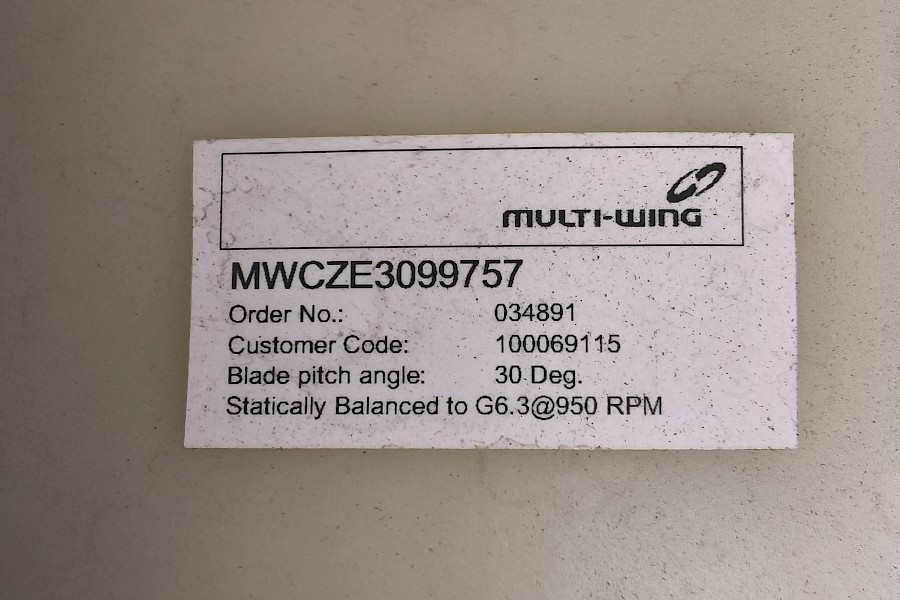 MULTI-WING
MWCZE3099757
Order No.: 034891
Customer Code: 100069115
Blade pitch angle: 30 Deg.
Statically Balanced to G6.3@950 RPM